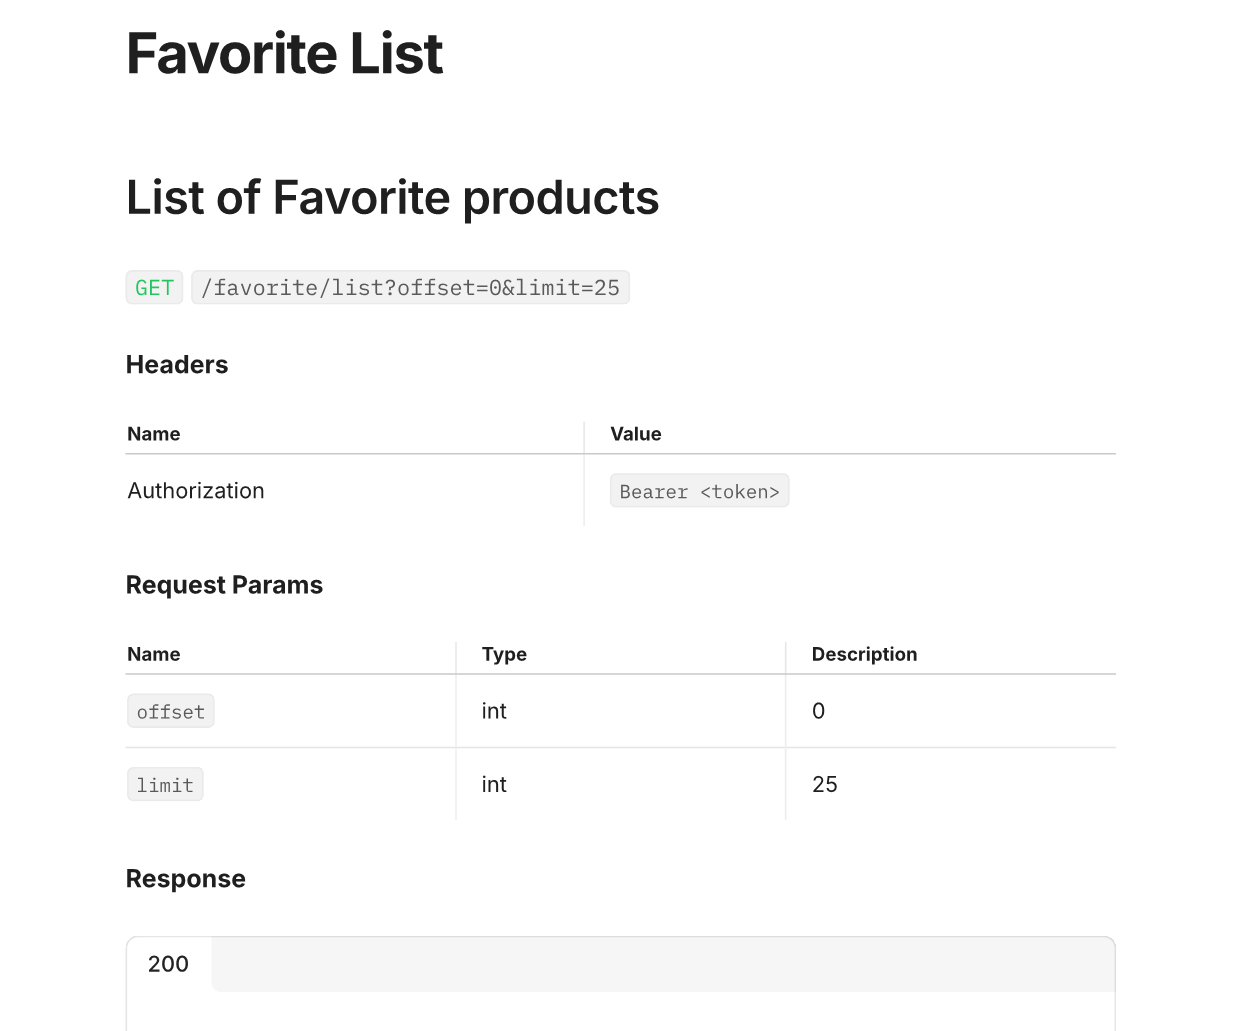 Favorite List
List of Favorite products
GET /favorite/list?offset=0&limit=25
Headers
Name Value
Authorization Bearer <token>
Request Params
Name Type Description
offset int 0
limit int 25
Response
200